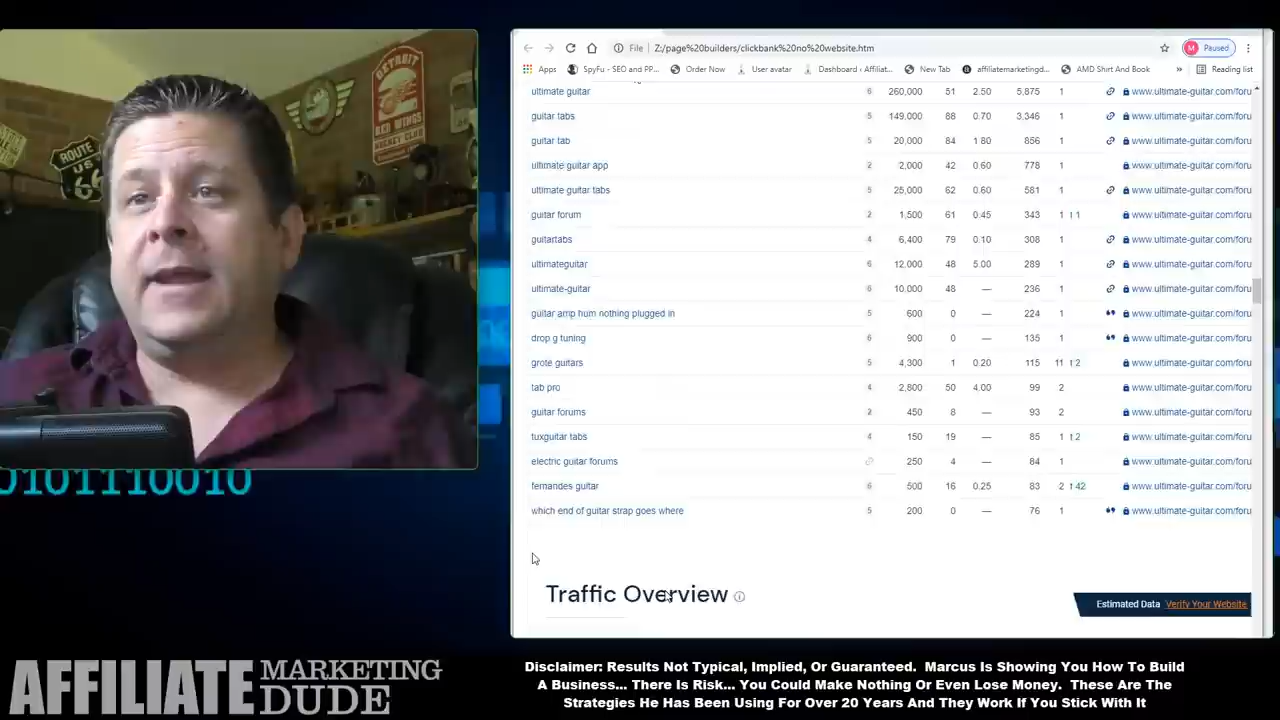 File Z:/page%20builders/clickbank%20no%20website.htm M Paused
Apps SpyFu - SEO and PP... Order Now User avatar Dashboard ‹ Affiliat... New Tab affiliatemarketingd... AMD Shirt And Book » Reading list
ultimate guitar 6 260,000 51 2.50 5,875 1 www.ultimate-guitar.com/foru
guitar tabs 5 149,000 88 0.70 3,346 1 www.ultimate-guitar.com/foru
guitar tab 5 20,000 84 1.80 856 1 www.ultimate-guitar.com/foru
ultimate guitar app 2 2,000 42 0.60 778 1 www.ultimate-guitar.com/foru
ultimate guitar tabs 5 25,000 62 0.60 581 1 www.ultimate-guitar.com/foru
guitar forum 2 1,500 61 0.45 343 1 ↑1 www.ultimate-guitar.com/foru
guitartabs 4 6,400 79 0.10 308 1 www.ultimate-guitar.com/foru
ultimateguitar 6 12,000 48 5.00 289 1 www.ultimate-guitar.com/foru
ultimate-guitar 6 10,000 48 — 236 1 www.ultimate-guitar.com/foru
guitar amp hum nothing plugged in 5 600 0 — 224 1 www.ultimate-guitar.com/foru
drop g tuning 6 900 0 — 135 1 www.ultimate-guitar.com/foru
grote guitars 5 4,300 1 0.20 115 11 ↑2 www.ultimate-guitar.com/foru
tab pro 4 2,800 50 4.00 99 2 www.ultimate-guitar.com/foru
guitar forums 2 450 8 — 93 2 www.ultimate-guitar.com/foru
tuxguitar tabs 4 150 19 — 85 1 ↑2 www.ultimate-guitar.com/foru
electric guitar forums 250 4 — 84 1 www.ultimate-guitar.com/foru
fernandes guitar 6 500 16 0.25 83 2 ↑42 www.ultimate-guitar.com/foru
which end of guitar strap goes where 5 200 0 — 76 1 www.ultimate-guitar.com/foru
Traffic Overview
Estimated Data Verify Your Website
DETROIT
RED WINGS
HOCKEY CLUB
ROUTE
US
66
0101110010
AFFILIATE MARKETING
DUDE
Disclaimer: Results Not Typical, Implied, Or Guaranteed. Marcus Is Showing You How To Build
A Business... There Is Risk... You Could Make Nothing Or Even Lose Money. These Are The
Strategies He Has Been Using For Over 20 Years And They Work If You Stick With It